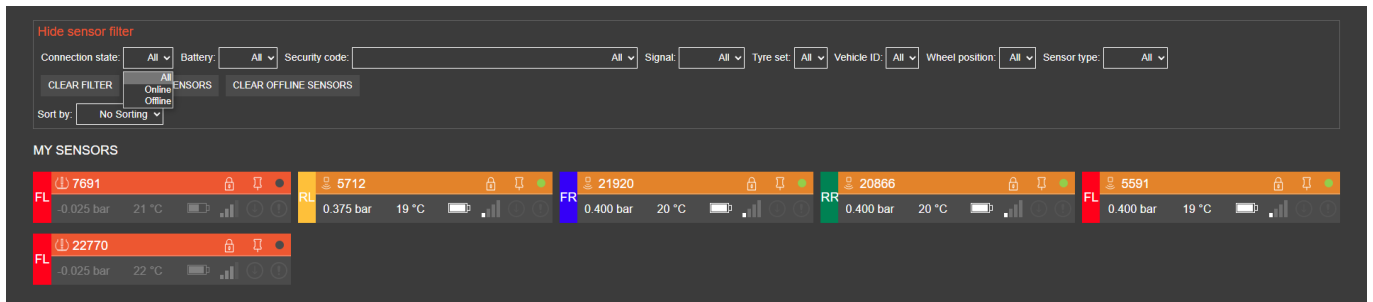 Hide sensor filter
Connection state: All Battery: All Security code: All Signal: All Tyre set: All Vehicle ID: All Wheel position: All Sensor type: All
All
Online
Offline
CLEAR FILTER ENSORS CLEAR OFFLINE SENSORS
Sort by: No Sorting
MY SENSORS
FL 7691
-0.025 bar 21 °C
RL 5712
0.375 bar 19 °C
FR 21920
0.400 bar 20 °C
RR 20866
0.400 bar 20 °C
FL 5591
0.400 bar 19 °C
FL 22770
-0.025 bar 22 °C